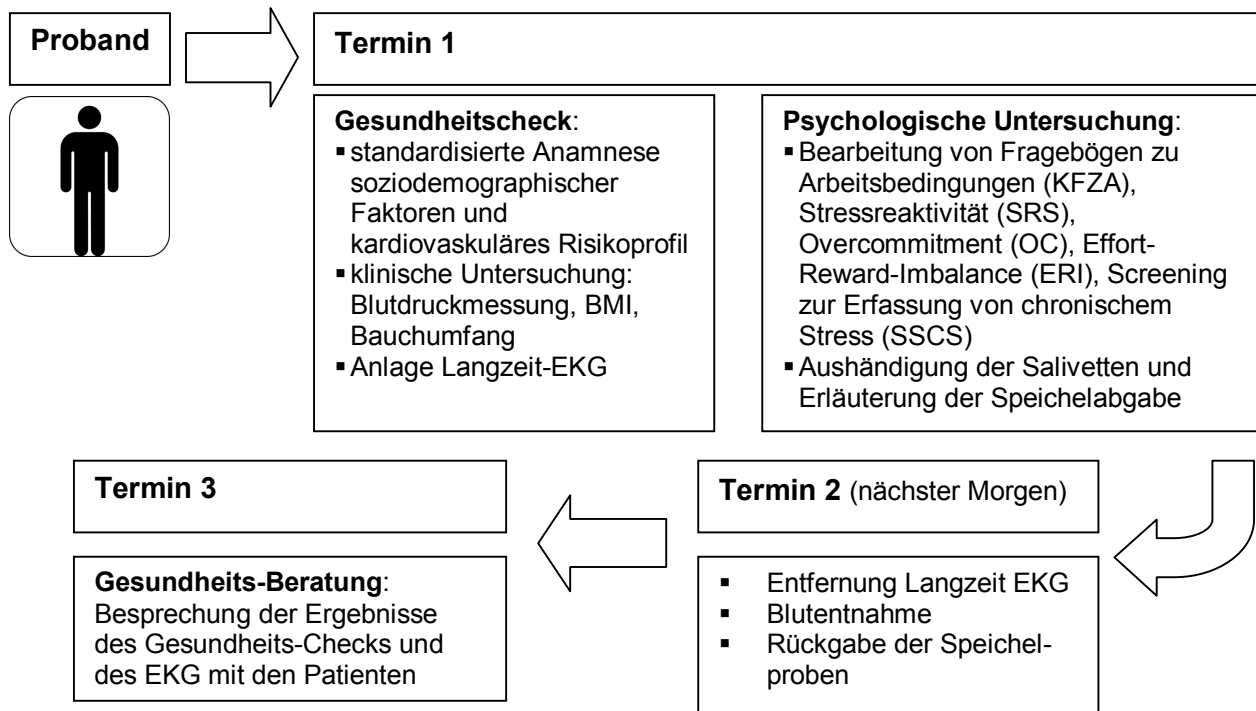 Proband
Termin 1
Gesundheitscheck:
▪ standardisierte Anamnese
soziodemographischer
Faktoren und
kardiovaskuläres Risikoprofil
▪ klinische Untersuchung:
Blutdruckmessung, BMI,
Bauchumfang
▪ Anlage Langzeit-EKG
Psychologische Untersuchung:
▪ Bearbeitung von Fragebögen zu
Arbeitsbedingungen (KFZA),
Stressreaktivität (SRS),
Overcommitment (OC), Effort-
Reward-Imbalance (ERI), Screening
zur Erfassung von chronischem
Stress (SSCS)
▪ Aushändigung der Salivetten und
Erläuterung der Speichelabgabe
Termin 2 (nächster Morgen)
▪ Entfernung Langzeit EKG
▪ Blutentnahme
▪ Rückgabe der Speichel-
proben
Termin 3
Gesundheits-Beratung:
Besprechung der Ergebnisse
des Gesundheits-Checks und
des EKG mit den Patienten